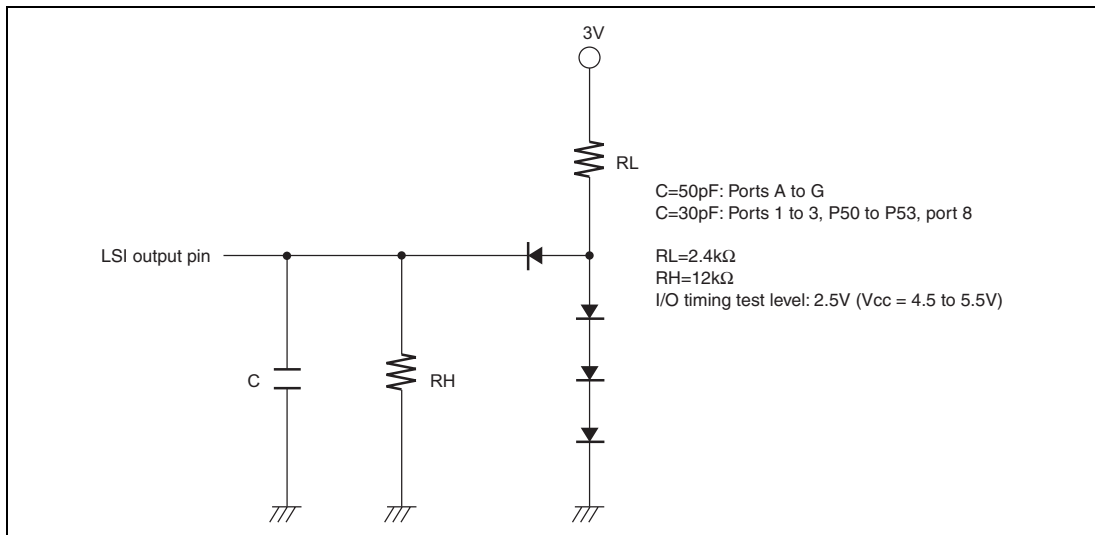 3V
RL
C=50pF: Ports A to G
C=30pF: Ports 1 to 3, P50 to P53, port 8
LSI output pin
RL=2.4kΩ
RH=12kΩ
I/O timing test level: 2.5V (Vcc = 4.5 to 5.5V)
C
RH